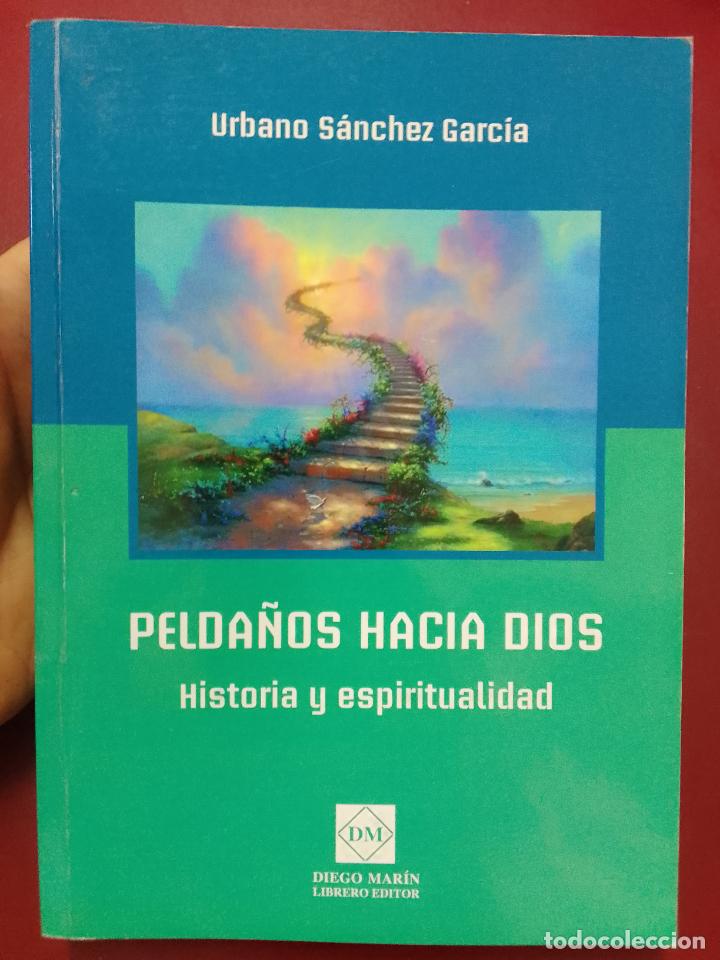 Urbano Sánchez García
PELDAÑOS HACIA DIOS
Historia y espiritualidad
DM
DIEGO MARÍN
LIBRERO EDITOR
todocoleccion